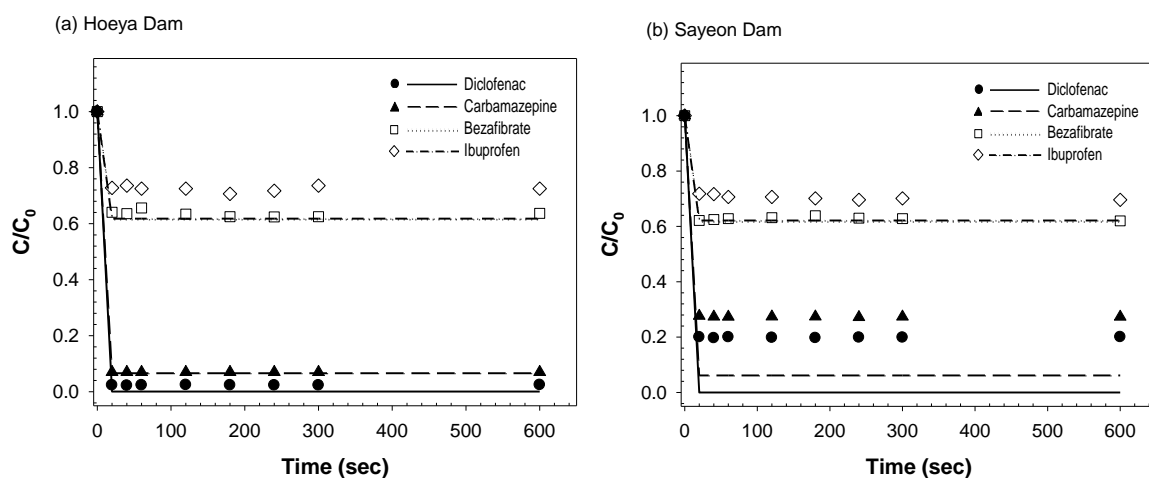 (a) Hoeya Dam
Diclofenac
Carbamazepine
Bezafibrate
Ibuprofen
1.0
0.8
0.6
0.4
0.2
0.0
C/C0
0 100 200 300 400 500 600
Time (sec)
(b) Sayeon Dam
Diclofenac
Carbamazepine
Bezafibrate
Ibuprofen
1.0
0.8
0.6
0.4
0.2
0.0
C/C0
0 100 200 300 400 500 600
Time (sec)